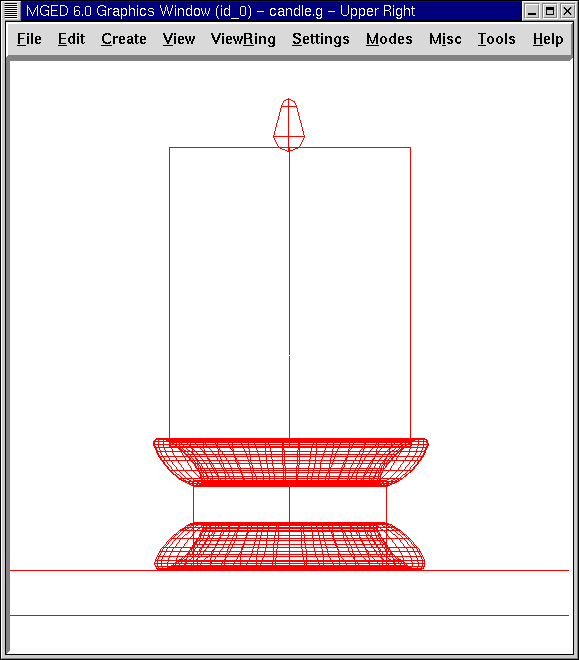 MGED 6.0 Graphics Window (id_0) – candle.g – Upper Right
File Edit Create View ViewRing Settings Modes Misc Tools Help